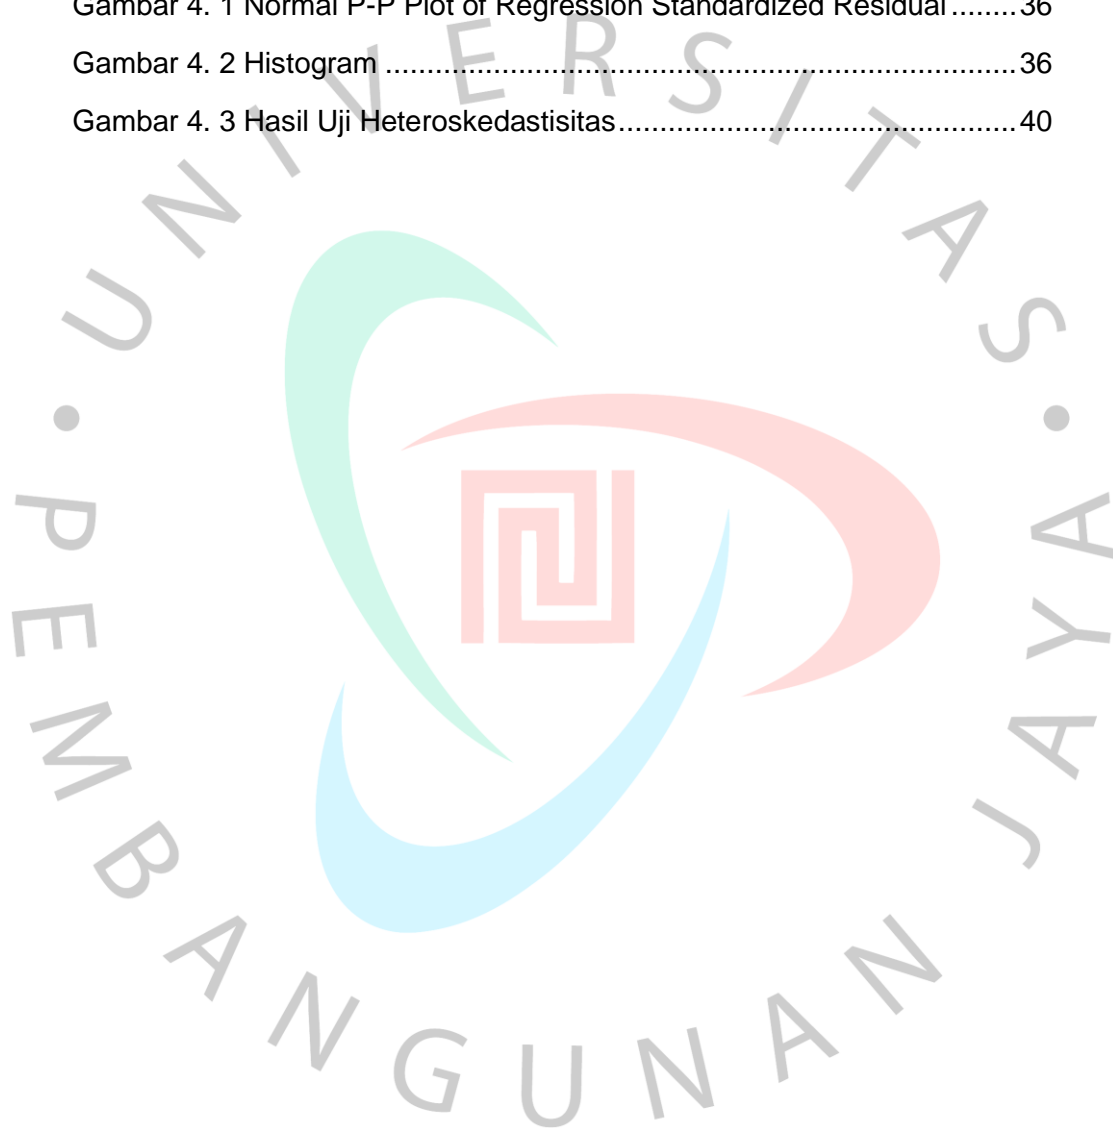 Gambar 4. 1 Normal P-P Plot of Regression Standardized Residual ........36
Gambar 4. 2 Histogram ............................................................................36
Gambar 4. 3 Hasil Uji Heteroskedastisitas................................................40
UNIVERSITAS • PEMBANGUNAN JAYA •